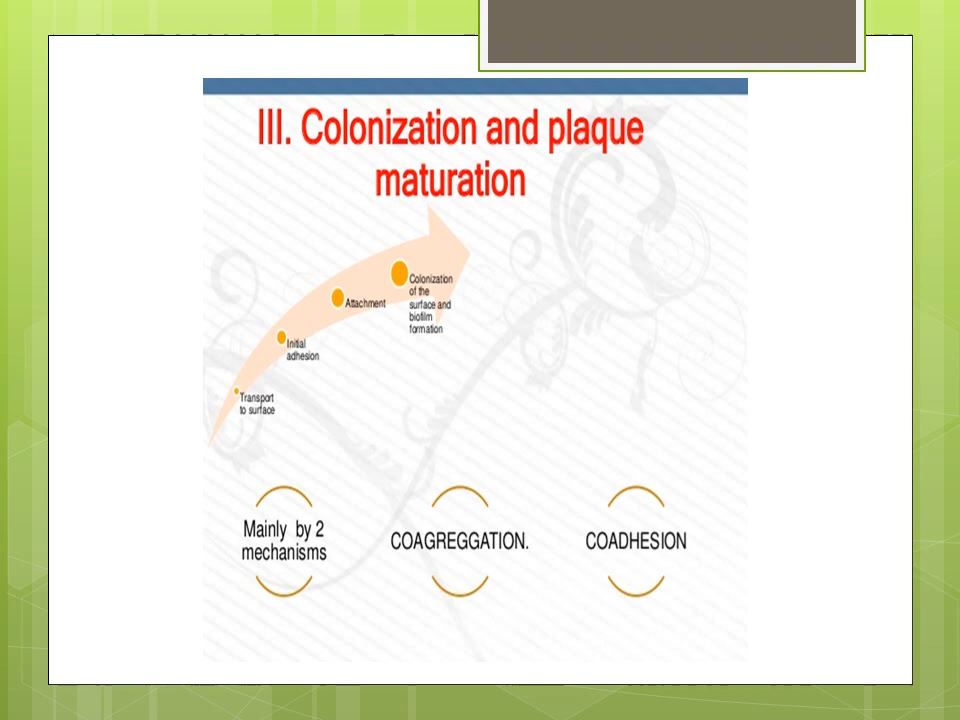 III. Colonization and plaque
maturation
Colonization
of the
surface and
biofilm
formation
Attachment
Initial
adhesion
Transport
to surface
Mainly by 2
mechanisms
COAGREGGATION.
COADHESION